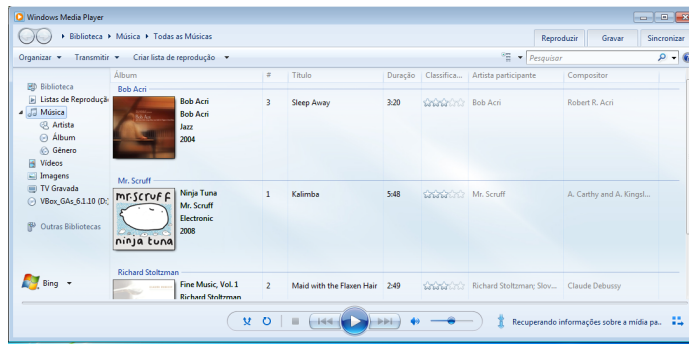 Windows Media Player
Biblioteca ▸ Música ▸ Todas as Músicas
Reproduzir Gravar Sincronizar
Organizar Transmitir Criar lista de reprodução Pesquisar
Álbum # Título Duração Classifica... Artista participante Compositor
Biblioteca
Listas de Reproduçã
Música
Artista
Álbum
Gênero
Vídeos
Imagens
TV Gravada
VBox_GAs_6.1.10 (D:)
Outras Bibliotecas
Bing
Bob Acri
Bob Acri 3 Sleep Away 3:20 Bob Acri Robert R. Acri
Bob Acri
Jazz
2004
Mr. Scruff
mr.scruff
ninja tuna
Ninja Tuna 1 Kalimba 5:48 Mr. Scruff A. Carthy and A. Kingsl...
Mr. Scruff
Electronic
2008
Richard Stoltzman
Fine Music, Vol. 1 2 Maid with the Flaxen Hair 2:49 Richard Stoltzman; Slov... Claude Debussy
Richard Stoltzman
Recuperando informações sobre a mídia pa..